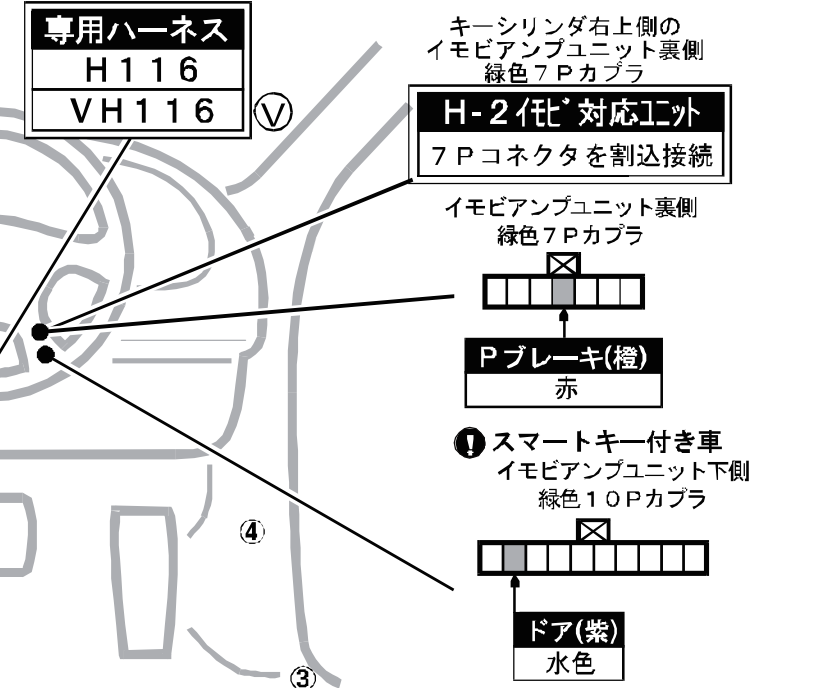 専用ハーネス
H116
VH116
Ⓥ
キーシリンダ右上側の
イモビアンプユニット裏側
緑色7Pカプラ
H-2イモビ対応ユニット
7Pコネクタを割込接続
イモビアンプユニット裏側
緑色7Pカプラ
Pブレーキ(橙)
赤
!スマートキー付き車
イモビアンプユニット下側
緑色10Pカプラ
④
ドア(紫)
水色
③